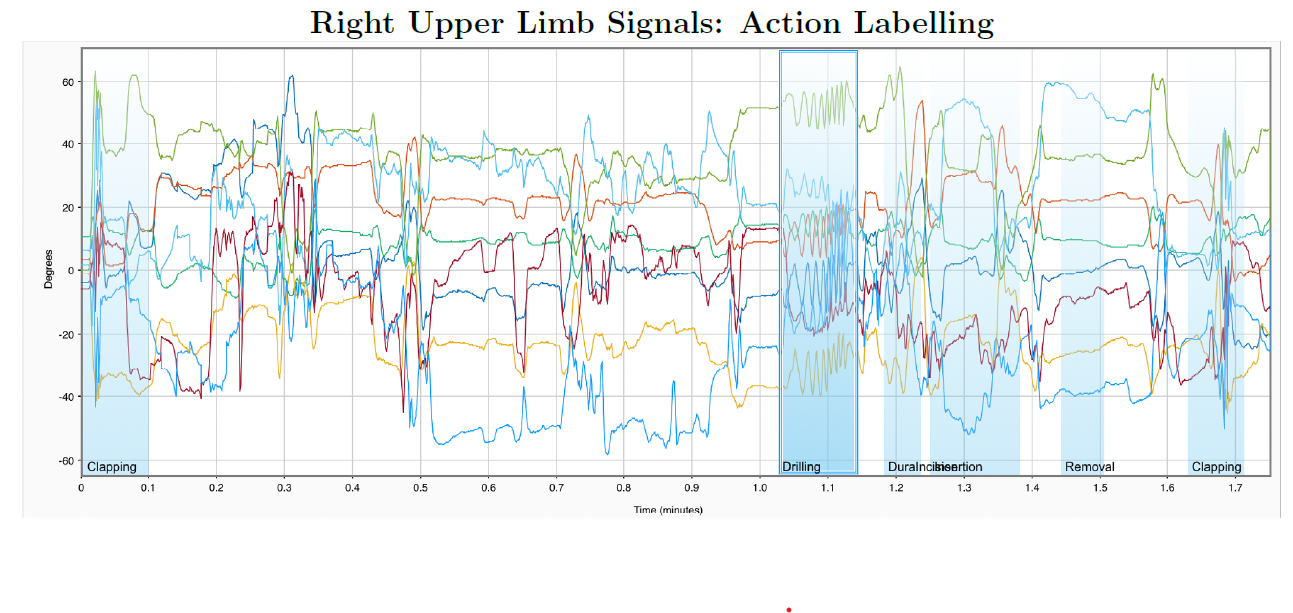 Right Upper Limb Signals: Action Labelling
60
40
20
0
-20
-40
-60
Degrees
Clapping
Drilling
Dura
Insertion
Removal
Clapping
0 0.1 0.2 0.3 0.4 0.5 0.6 0.7 0.8 0.9 1.0 1.1 1.2 1.3 1.4 1.5 1.6 1.7
Time (minutes)